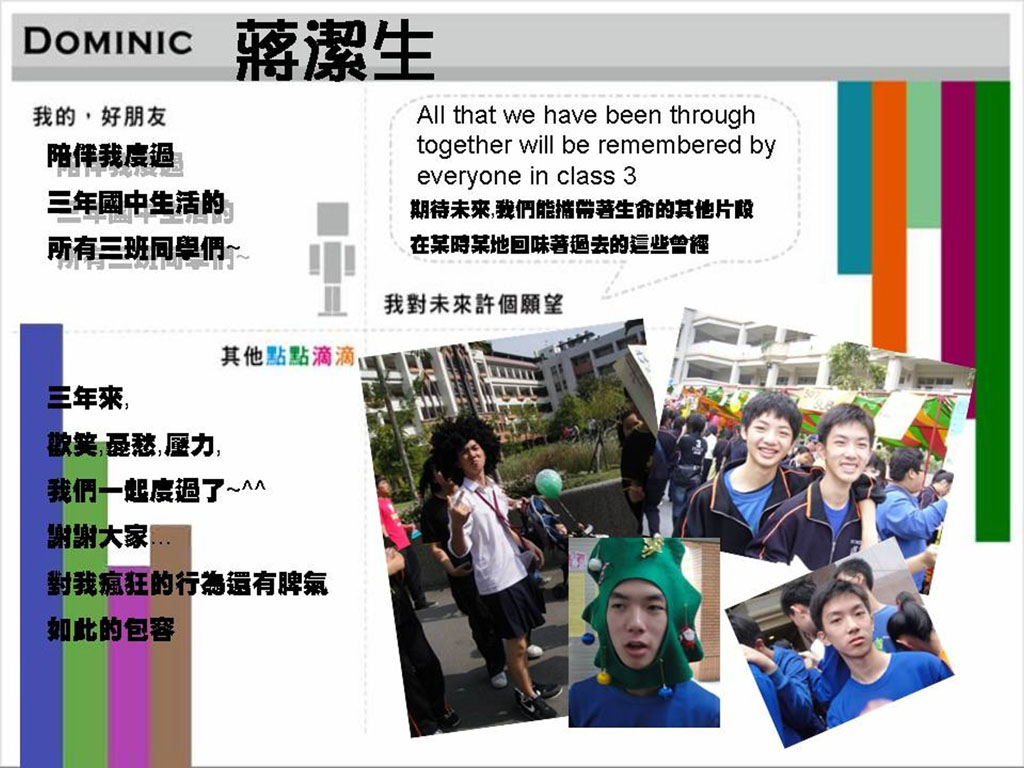 DOMINIC 蔣潔生
我的，好朋友
陪伴我度過
三年國中生活的
所有三班同學們~
All that we have been through
together will be remembered by
everyone in class 3
期待未來,我們能攜帶著生命的其他片段
在某時某地回味著過去的這些曾經
我對未來許個願望
其他點點滴滴
三年來,
歡笑,憂愁,壓力,
我們一起度過了~^^
謝謝大家…
對我瘋狂的行為還有脾氣
如此的包容